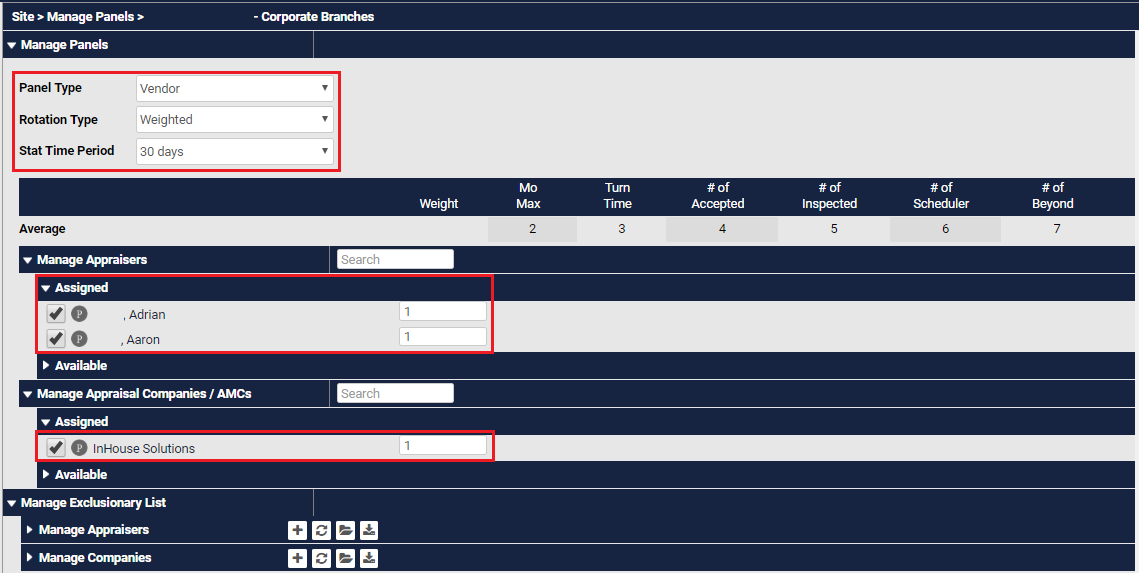 Site > Manage Panels > - Corporate Branches
Manage Panels
Panel Type Vendor
Rotation Type Weighted
Stat Time Period 30 days
Weight Mo Max Turn Time # of Accepted # of Inspected # of Scheduler # of Beyond
Average 2 3 4 5 6 7
Manage Appraisers Search
Assigned
P , Adrian 1
P , Aaron 1
Available
Manage Appraisal Companies / AMCs Search
Assigned
P InHouse Solutions 1
Available
Manage Exclusionary List
Manage Appraisers
Manage Companies